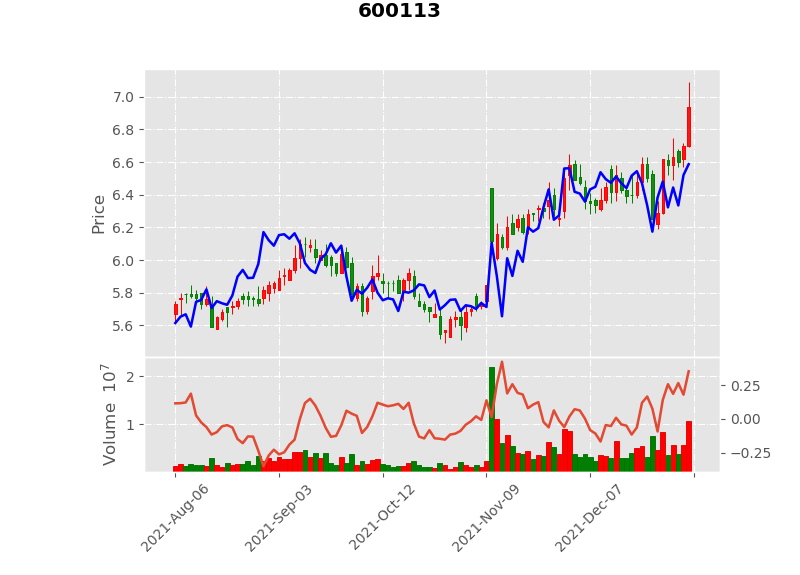 600113
7.0
6.8
6.6
6.4
6.2
6.0
5.8
5.6
Price
2
1
Volume 10^7
0.25
0.00
−0.25
2021-Aug-06
2021-Sep-03
2021-Oct-12
2021-Nov-09
2021-Dec-07